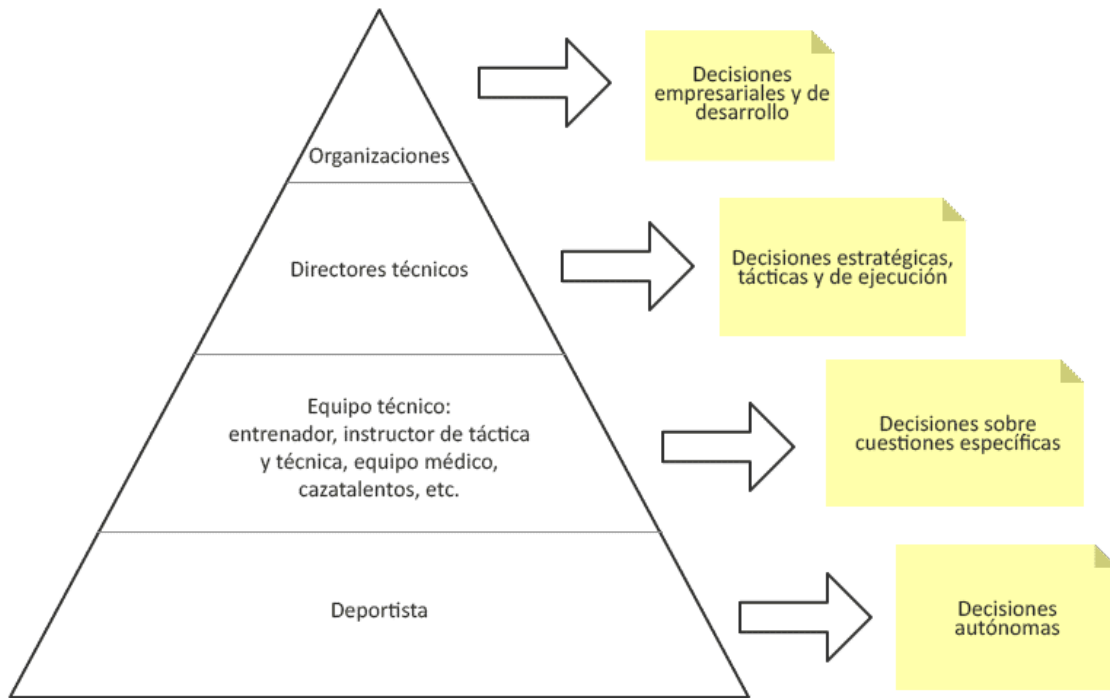 Organizaciones
Decisiones
empresariales y de
desarrollo
Directores técnicos
Decisiones estratégicas,
tácticas y de ejecución
Equipo técnico:
entrenador, instructor de táctica
y técnica, equipo médico,
cazatalentos, etc.
Decisiones sobre
cuestiones específicas
Deportista
Decisiones
autónomas